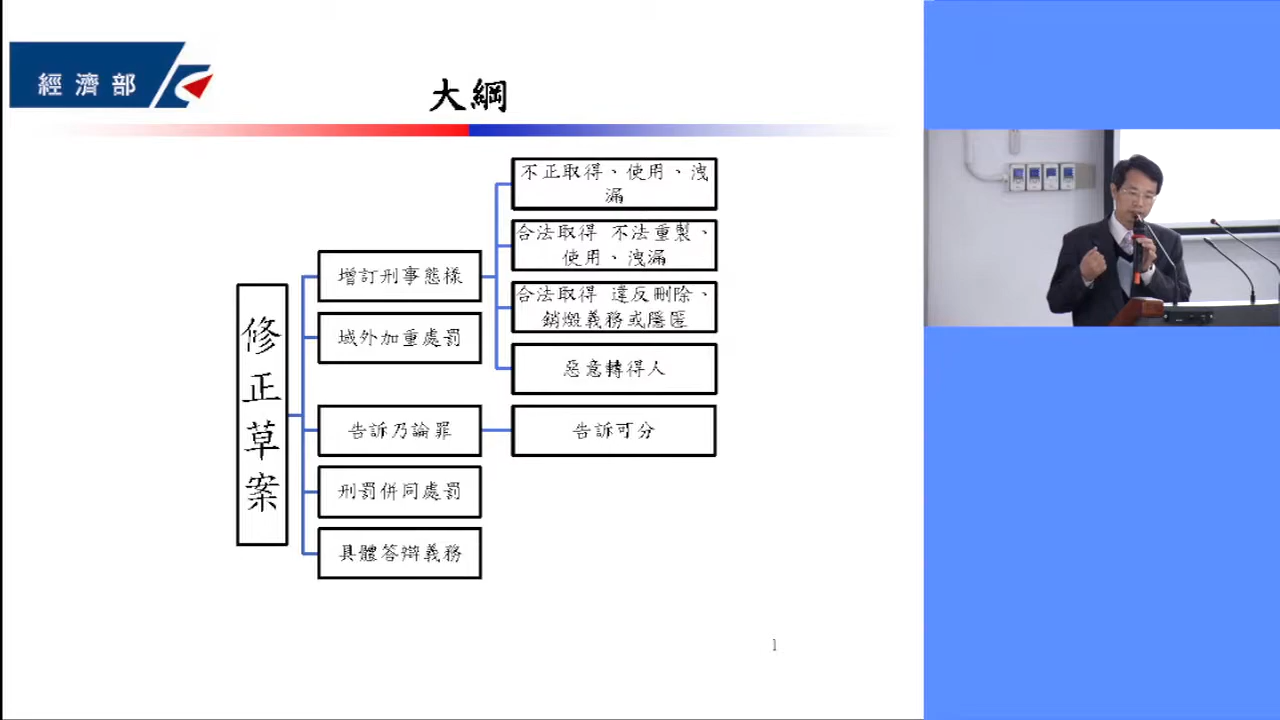 經濟部
大綱
修正草案
增訂刑事態樣
不正取得、使用、洩
漏
合法取得 不法重製、
使用、洩漏
合法取得 違反刪除、
銷燬義務或隱匿
惡意轉得人
域外加重處罰
告訴乃論罪
告訴可分
刑罰併同處罰
具體答辯義務
1